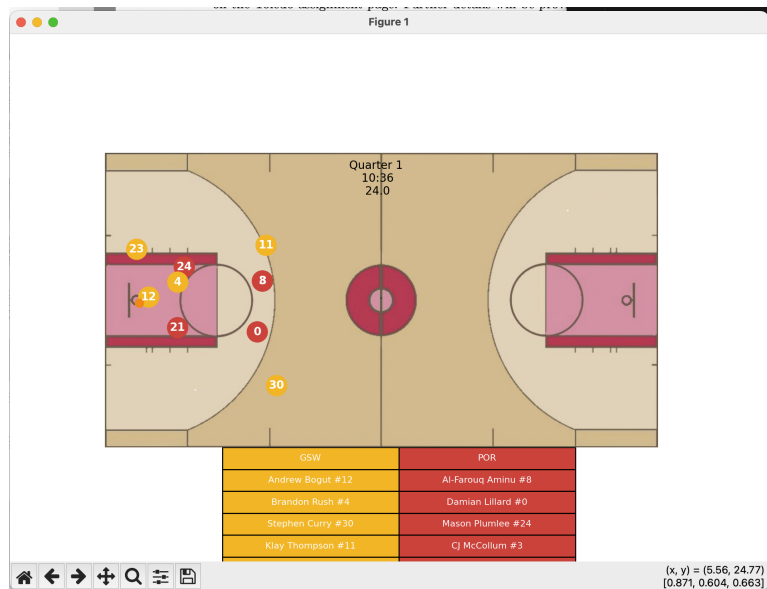 Figure 1
Quarter 1
10:36
24.0
11
23
24
8
4
12
21
0
30
GSW POR
Andrew Bogut #12 Al-Farouq Aminu #8
Brandon Rush #4 Damian Lillard #0
Stephen Curry #30 Mason Plumlee #24
Klay Thompson #11 CJ McCollum #3
(x, y) = (5.56, 24.77)
[0.871, 0.604, 0.663]